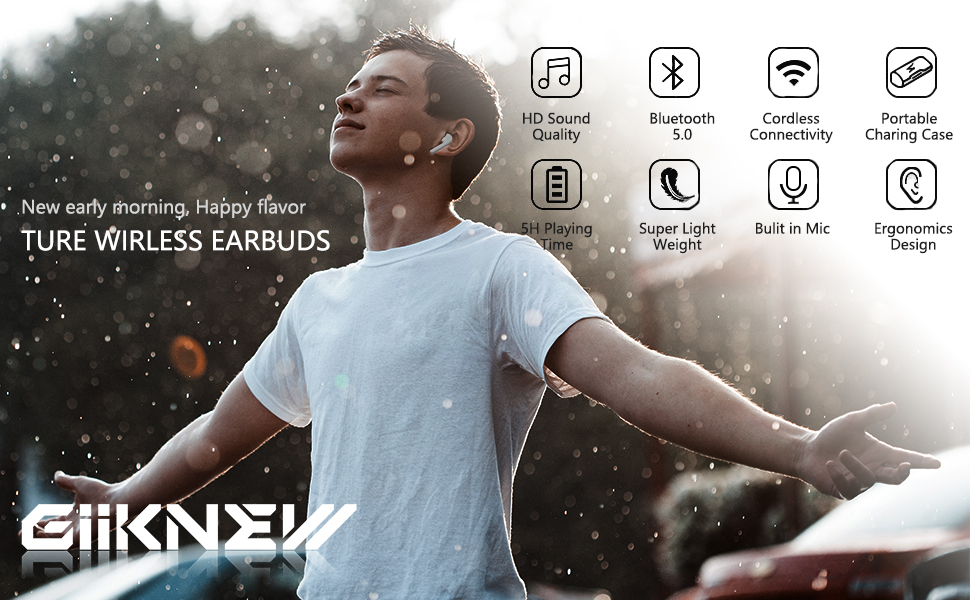 HD Sound
Quality
Bluetooth
5.0
Cordless
Connectivity
Portable
Charing Case
5H Playing
Time
Super Light
Weight
Bulit in Mic
Ergonomics
Design
New early morning, Happy flavor
TURE WIRLESS EARBUDS
GIIKNEW